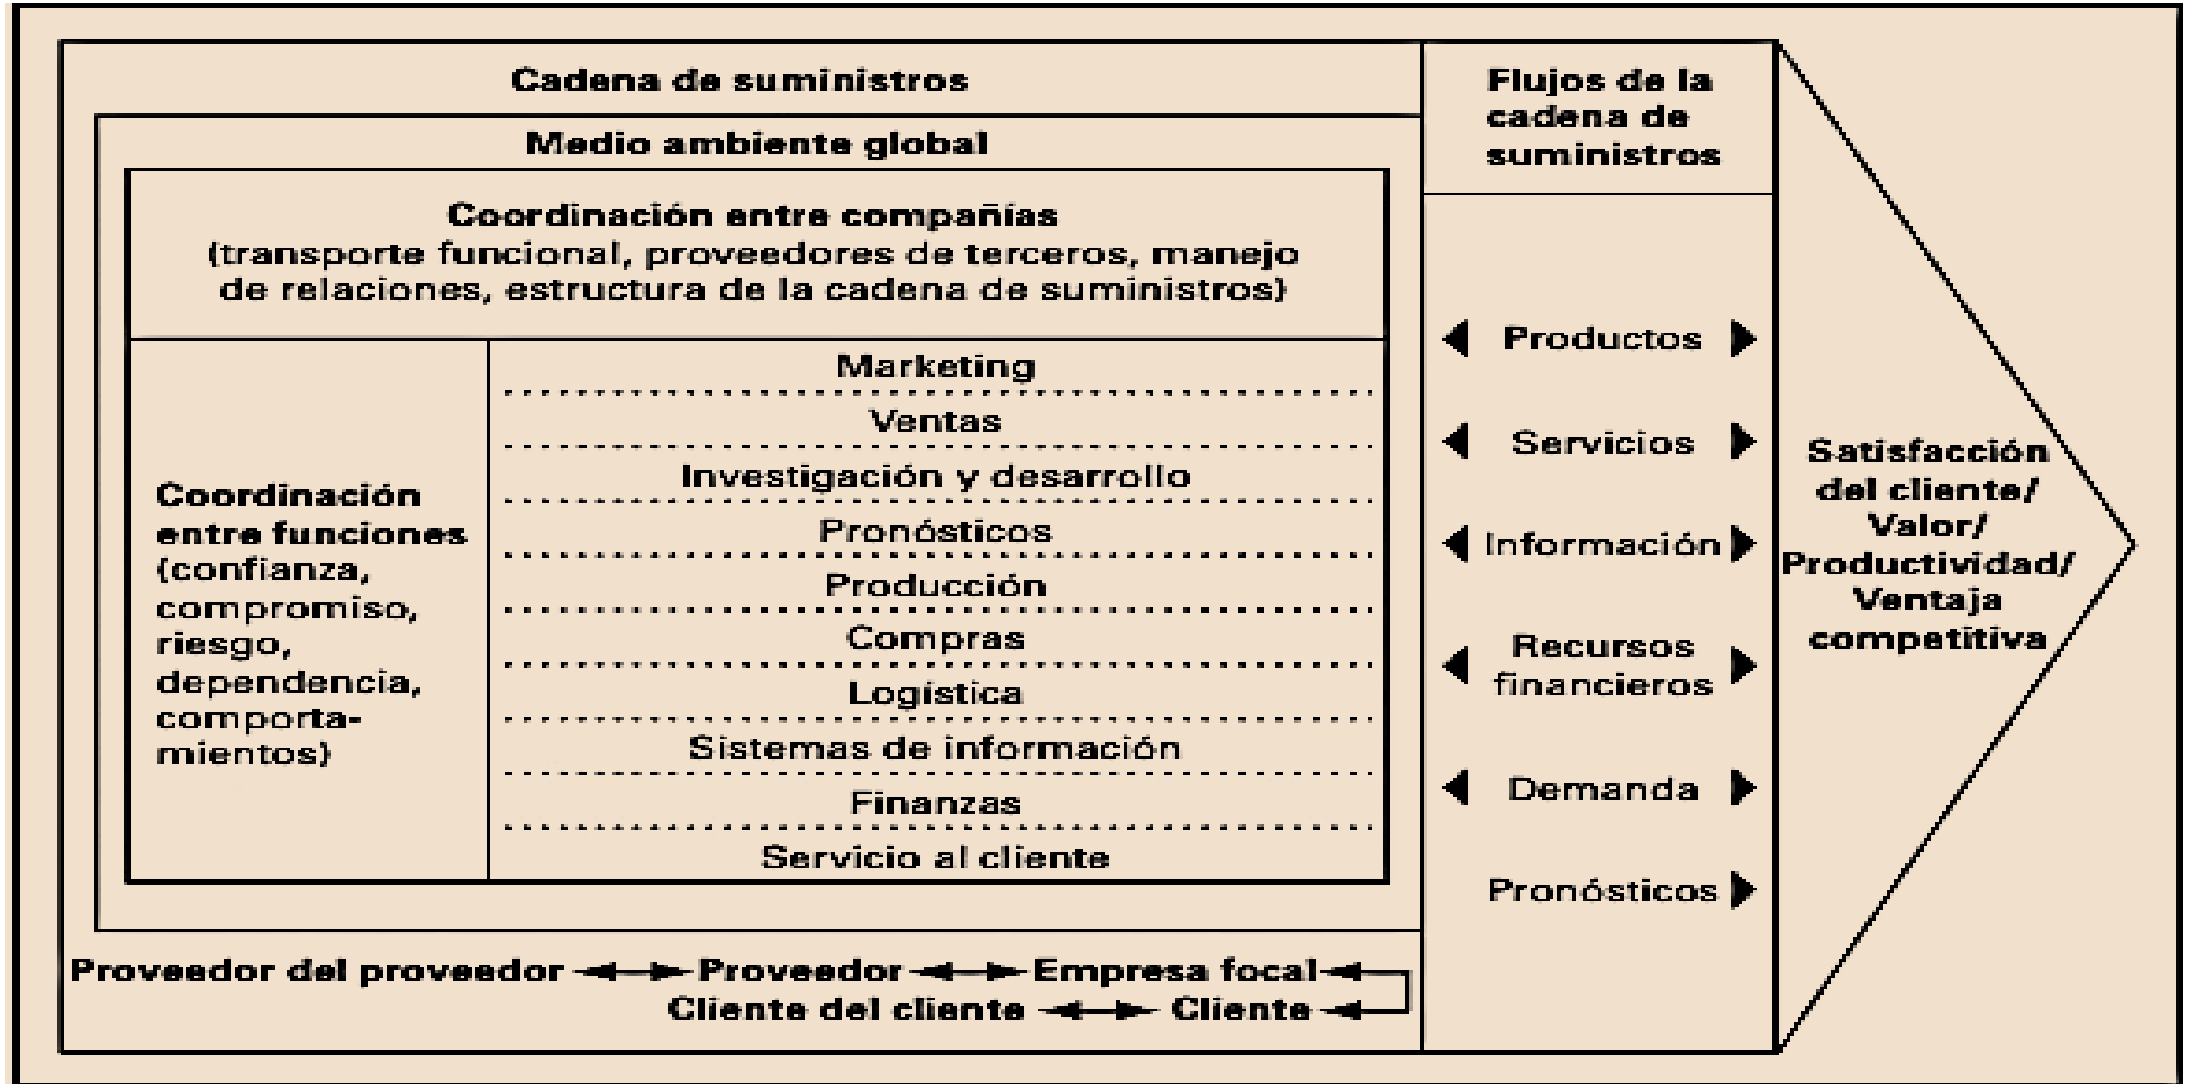 Cadena de suministros
Medio ambiente global
Coordinación entre compañías
(transporte funcional, proveedores de terceros, manejo
de relaciones, estructura de la cadena de suministros)
Coordinación
entre funciones
(confianza,
compromiso,
riesgo,
dependencia,
comporta-
mientos)
Marketing
Ventas
Investigación y desarrollo
Pronósticos
Producción
Compras
Logística
Sistemas de información
Finanzas
Servicio al cliente
Proveedor del proveedor Proveedor Empresa focal
Cliente del cliente Cliente
Flujos de la
cadena de
suministros
Productos
Servicios
Información
Recursos
financieros
Demanda
Pronósticos
Satisfacción
del cliente/
Valor/
Productividad/
Ventaja
competitiva